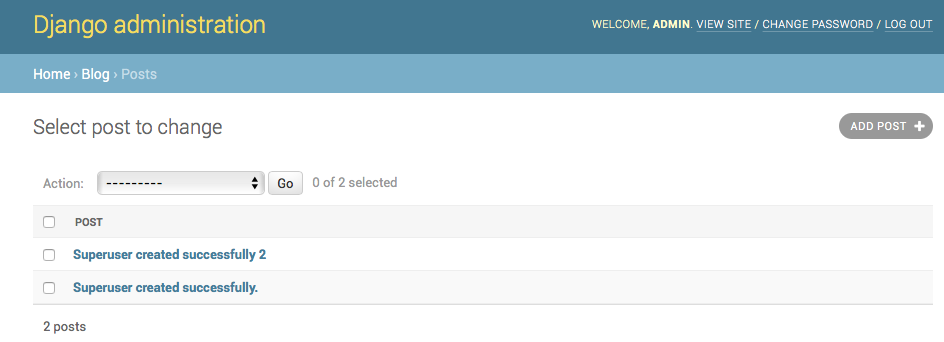 Django administration
WELCOME, ADMIN. VIEW SITE / CHANGE PASSWORD / LOG OUT
Home › Blog › Posts
Select post to change
ADD POST +
Action: --------- Go 0 of 2 selected
POST
Superuser created successfully 2
Superuser created successfully.
2 posts